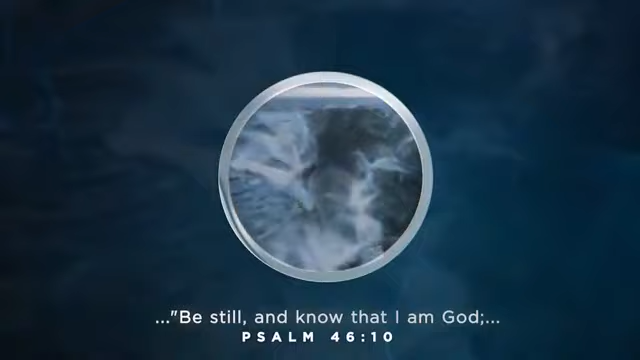 ..."Be still, and know that I am God;...
PSALM 46:10